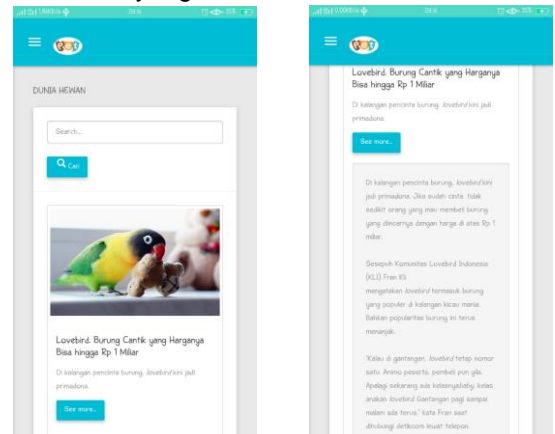 DUNIA HEWAN
Search...
Cari
Lovebird. Burung Cantik yang Harganya
Bisa hingga Rp 1 Miliar
Di kalangan pencinta burung, lovebird kini jadi
primadona.
See more..
Lovebird. Burung Cantik yang Harganya
Bisa hingga Rp 1 Miliar
Di kalangan pencinta burung, lovebird kini jadi
primadona.
See more..
Di kalangan pencinta burung, lovebird kini
jadi primadona. Jika sudah cinta, tidak
sedikit orang yang mau membeli burung
yang diincarnya dengan harga di atas Rp 1
miliar.
Sesepuh Komunitas Lovebird Indonesia
(KLI) Fran KS
mengatakan lovebird termasuk burung
yang populer di kalangan kicau mania.
Bahkan popularitas burung ini terus
menanjak.
"Kalau di gantangan, lovebird tetap nomor
satu. Animo peserta, pembeli pun gila.
Apalagi sekarang ada kelasnya,baby, kelas
anakan lovebird. Gantangan pagi sampai
malam ada terus," kata Fran saat
dihubungi detikcom lewat telepon.